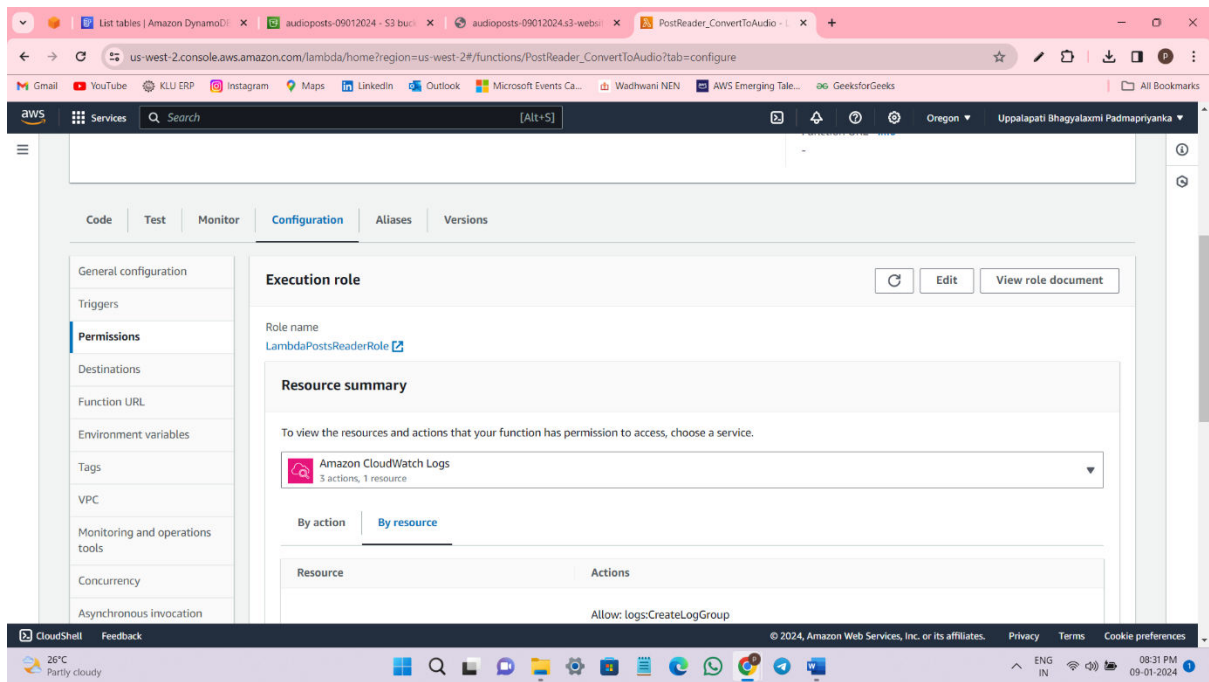 List tables | Amazon DynamoDB
audioposts-09012024 - S3 buc
audioposts-09012024.s3-websi
PostReader_ConvertToAudio - L
us-west-2.console.aws.amazon.com/lambda/home?region=us-west-2#/functions/PostReader_ConvertToAudio?tab=configure
P
Gmail
YouTube
KLU ERP
Instagram
Maps
LinkedIn
Outlook
Microsoft Events Ca...
Wadhwani NEN
AWS Emerging Tale...
GeeksforGeeks
All Bookmarks
aws
Services
Search
[Alt+S]
Oregon
Uppalapati Bhagyalaxmi Padmapriyanka
-
Code
Test
Monitor
Configuration
Aliases
Versions
General configuration
Triggers
Permissions
Destinations
Function URL
Environment variables
Tags
VPC
Monitoring and operations
tools
Concurrency
Asynchronous invocation
Execution role
Edit
View role document
Role name
LambdaPostsReaderRole
Resource summary
To view the resources and actions that your function has permission to access, choose a service.
Amazon CloudWatch Logs
3 actions, 1 resource
By action
By resource
Resource
Actions
Allow: logs:CreateLogGroup
CloudShell
Feedback
© 2024, Amazon Web Services, Inc. or its affiliates.
Privacy
Terms
Cookie preferences
26°C
Partly cloudy
ENG
IN
08:31 PM
09-01-2024
1